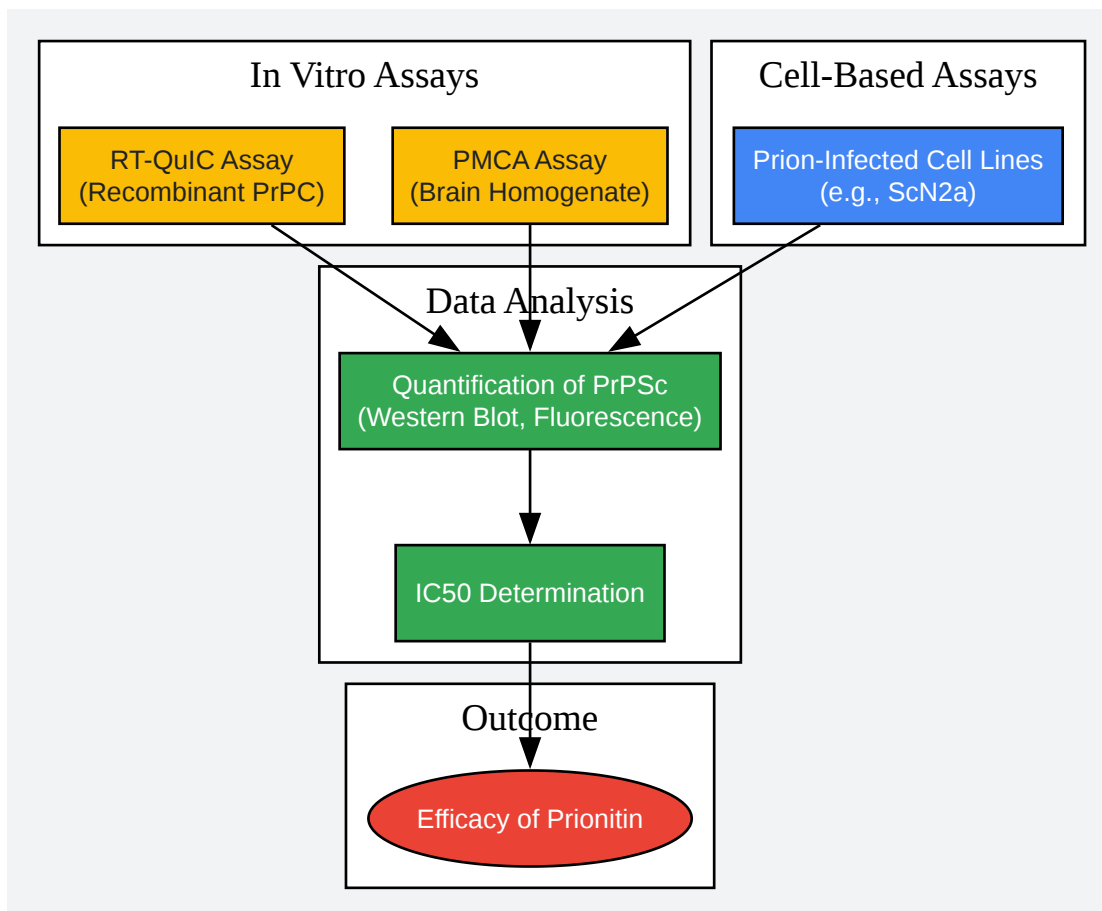 In Vitro Assays
RT-QuIC Assay
(Recombinant PrPC)
PMCA Assay
(Brain Homogenate)
Cell-Based Assays
Prion-Infected Cell Lines
(e.g., ScN2a)
Data Analysis
Quantification of PrPSc
(Western Blot, Fluorescence)
IC50 Determination
Outcome
Efficacy of Prionitin